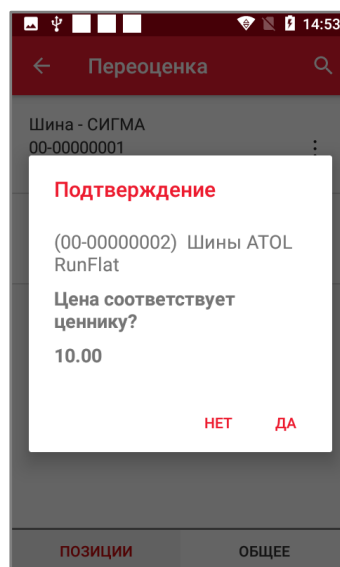 14:53
Переоценка
Шина - СИГМА
00-00000001
Подтверждение
(00-00000002) Шины ATOL
RunFlat
Цена соответствует
ценнику?
10.00
НЕТ ДА
ПОЗИЦИИ ОБЩЕЕ